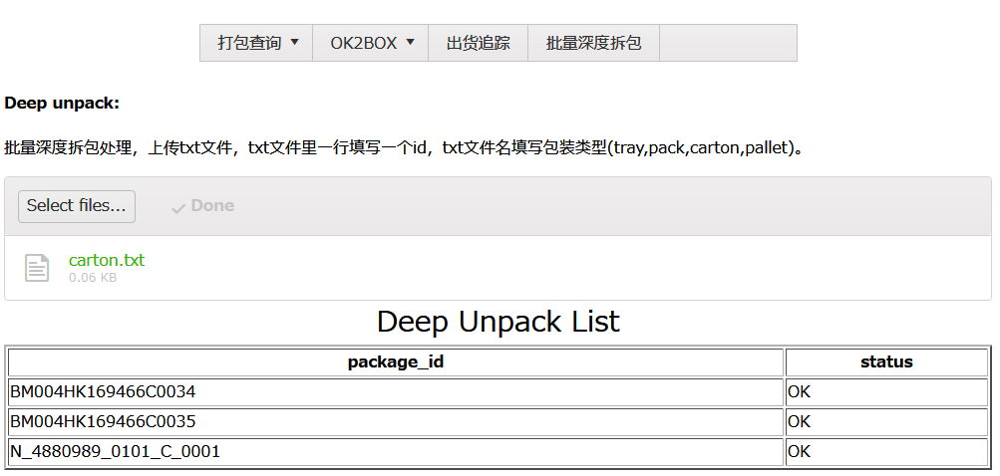 打包查询 OK2BOX 出货追踪 批量深度拆包
Deep unpack:
批量深度拆包处理，上传txt文件，txt文件里一行填写一个id，txt文件名填写包装类型(tray,pack,carton,pallet)。
Select files... Done
carton.txt
0.06 KB
Deep Unpack List
package_id status
BM004HK169466C0034 OK
BM004HK169466C0035 OK
N_4880989_0101_C_0001 OK